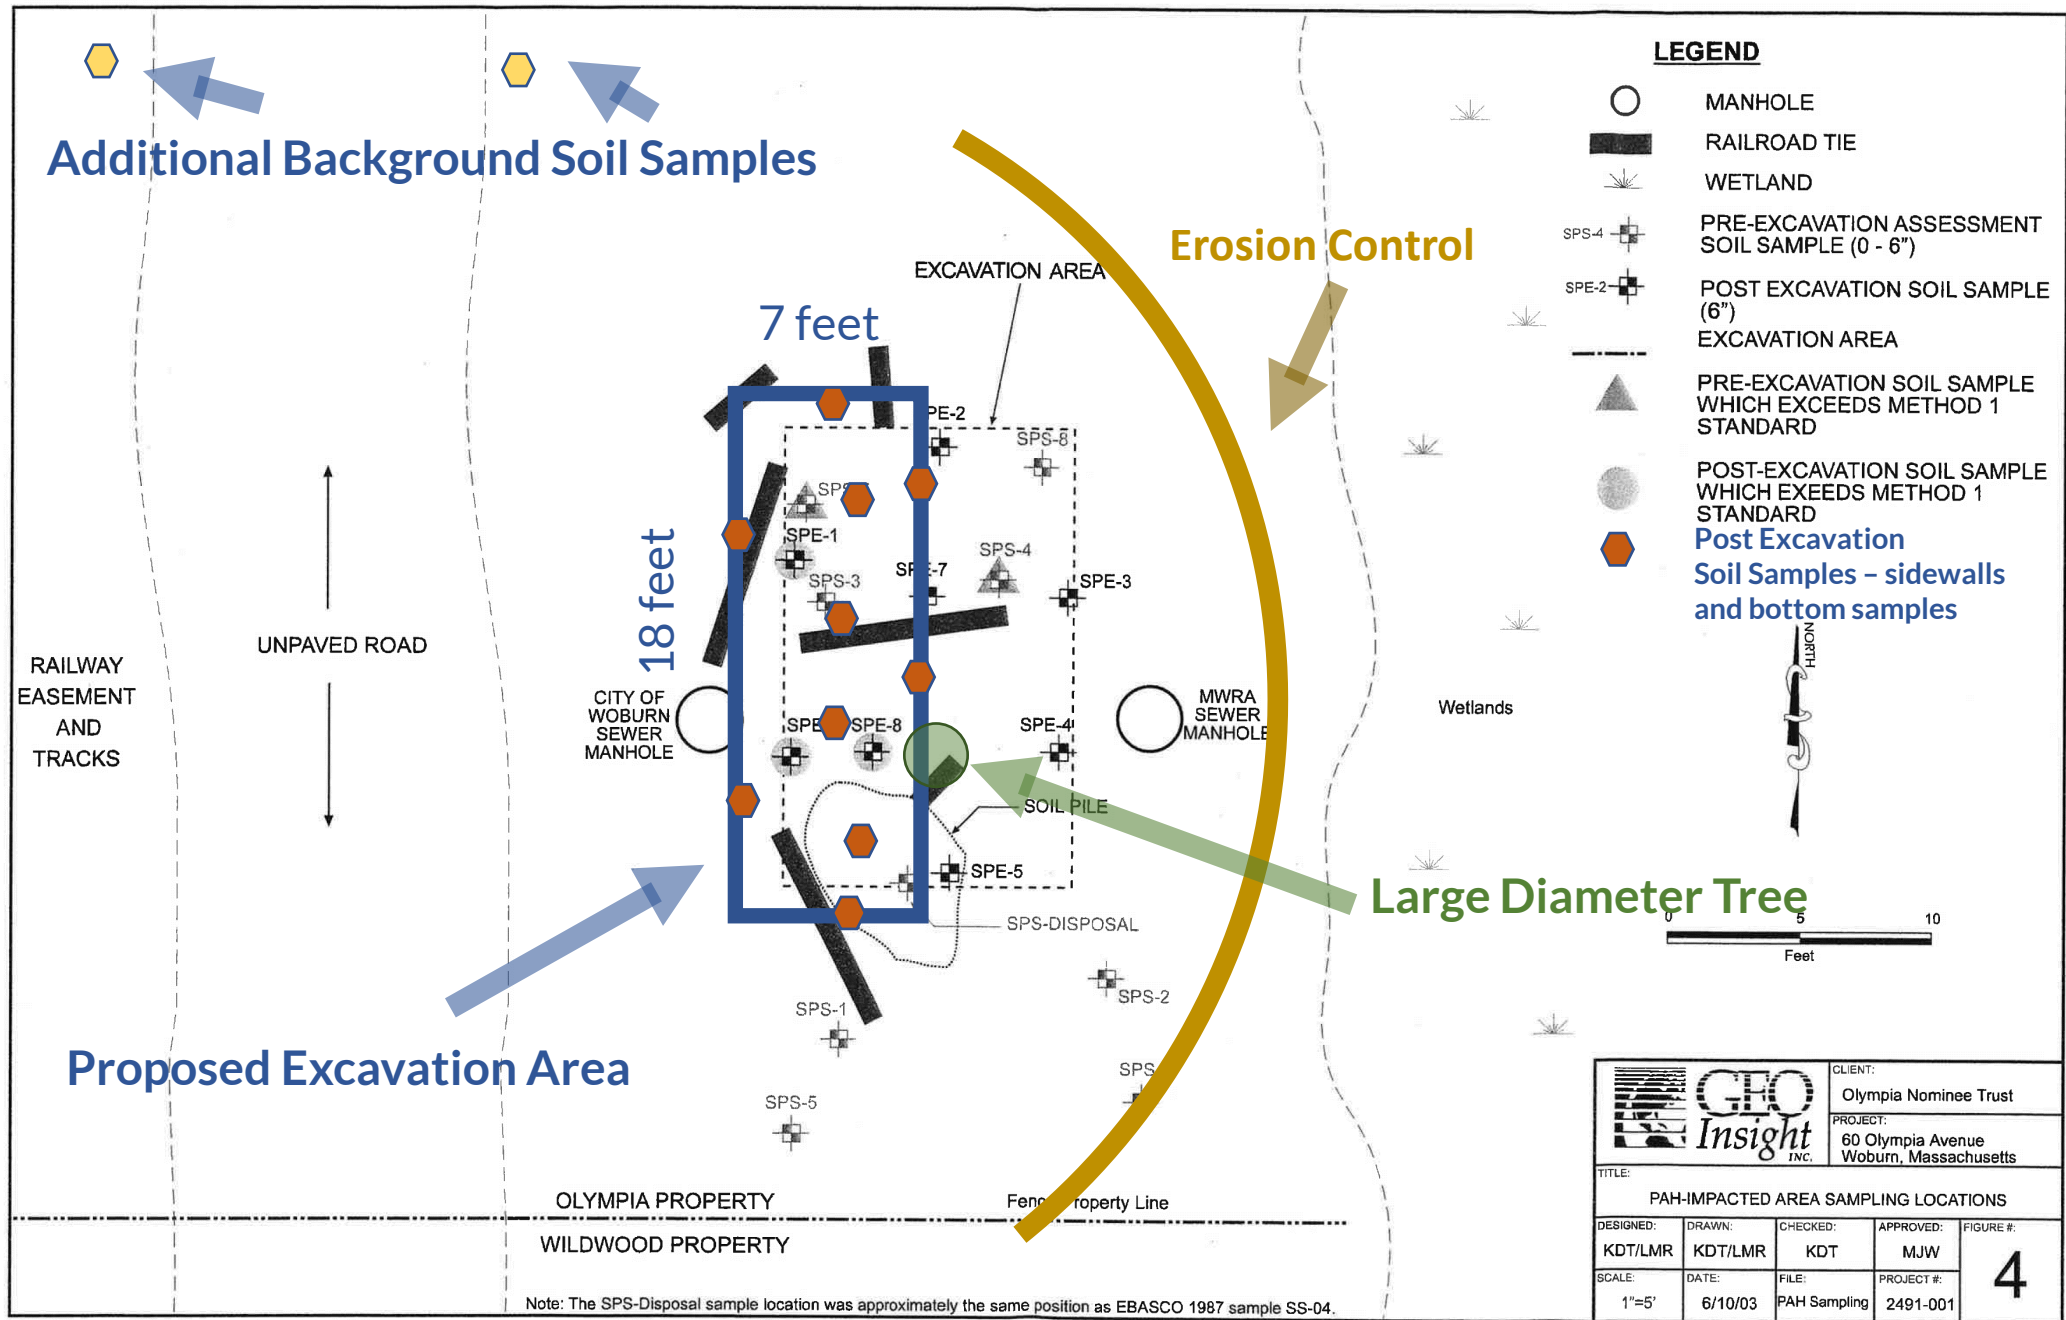 Additional Background Soil Samples
Erosion Control
EXCAVATION AREA
7 feet
18 feet
PE-2
SPS-8
SPE-1
SPS-3
SPE-7
SPS-4
SPE-3
UNPAVED ROAD
RAILWAY
EASEMENT
AND
TRACKS
CITY OF
WOBURN
SEWER
MANHOLE
SPE-8
SPE-4
MWRA
SEWER
MANHOLE
Wetlands
SOIL PILE
SPE-5
SPS-DISPOSAL
Large Diameter Tree
SPS-2
SPS-1
Proposed Excavation Area
SPS
SPS-5
OLYMPIA PROPERTY
Property Line
WILDWOOD PROPERTY
Note: The SPS-Disposal sample location was approximately the same position as EBASCO 1987 sample SS-04.
LEGEND
MANHOLE
RAILROAD TIE
WETLAND
SPS-4
PRE-EXCAVATION ASSESSMENT
SOIL SAMPLE (0 - 6")
SPE-2
POST EXCAVATION SOIL SAMPLE
(6")
EXCAVATION AREA
PRE-EXCAVATION SOIL SAMPLE
WHICH EXCEEDS METHOD 1
STANDARD
POST-EXCAVATION SOIL SAMPLE
WHICH EXEEDS METHOD 1
STANDARD
Post Excavation
Soil Samples – sidewalls
and bottom samples
NORTH
0 5 10
Feet
GEO
Insight
INC.
CLIENT:
Olympia Nominee Trust
PROJECT:
60 Olympia Avenue
Woburn, Massachusetts
TITLE:
PAH-IMPACTED AREA SAMPLING LOCATIONS
DESIGNED: DRAWN: CHECKED: APPROVED: FIGURE #:
KDT/LMR KDT/LMR KDT MJW 4
SCALE: DATE: FILE: PROJECT #:
1"=5' 6/10/03 PAH Sampling 2491-001